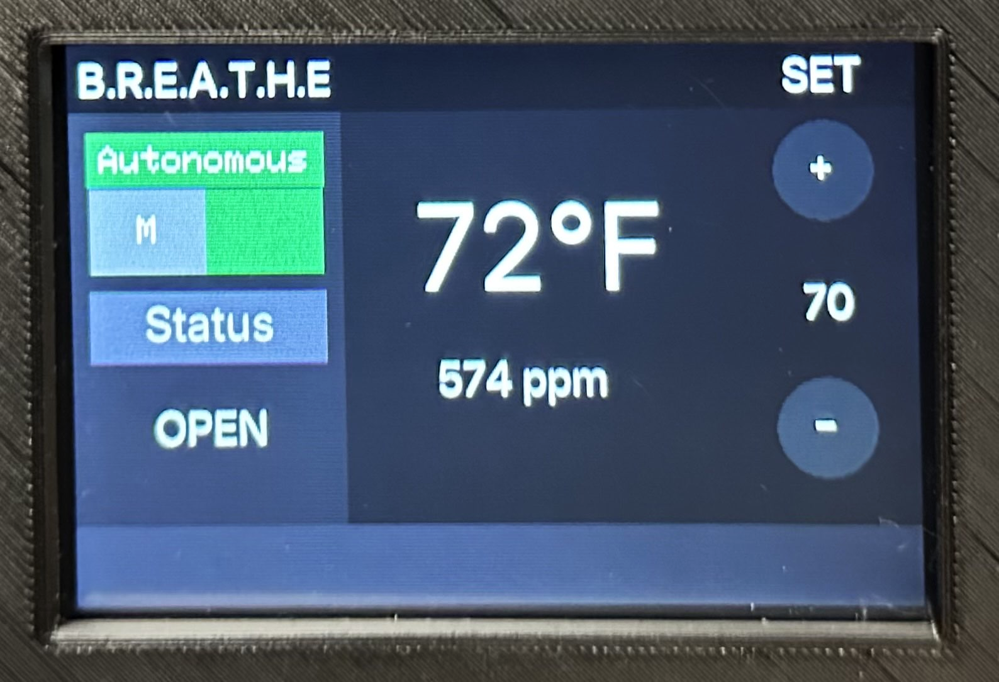 B.R.E.A.T.H.E
SET
Autonomous
+
M
72°F
70
Status
574 ppm
OPEN
-